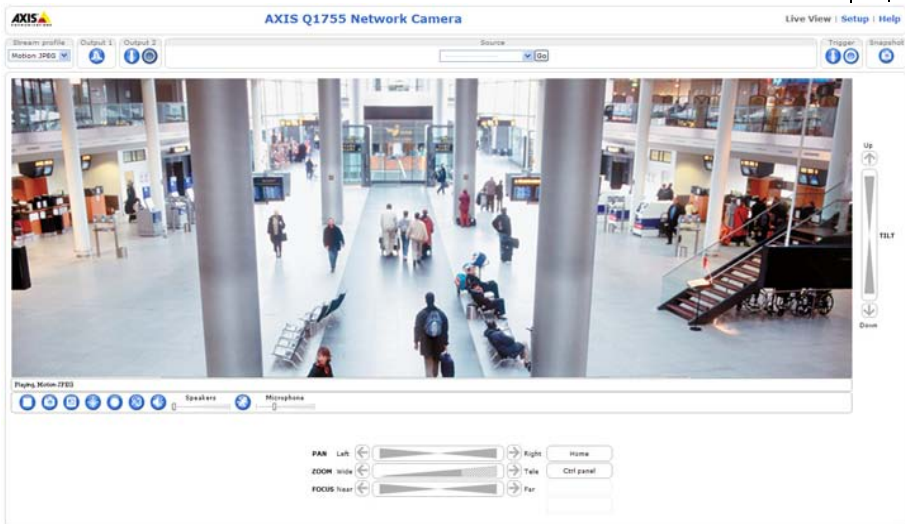 AXIS
COMMUNICATIONS
AXIS Q1755 Network Camera
Live View | Setup | Help
Stream profile
Output 1
Output 2
Source
Trigger
Snapshot
Motion JPEG
Go
Up
TILT
Down
Playing, Motion JPEG
Speakers
Microphone
PAN Left Right Home
ZOOM Wide Tele Ctrl panel
FOCUS Near Far